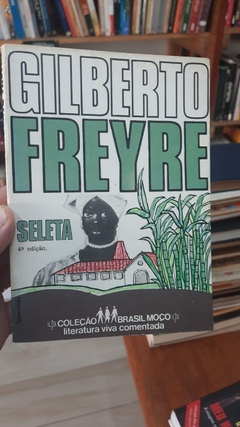 GILBERTO
FREYRE
SELETA
4ª edição,
COLEÇÃO BRASIL MOÇO
literatura viva comentada